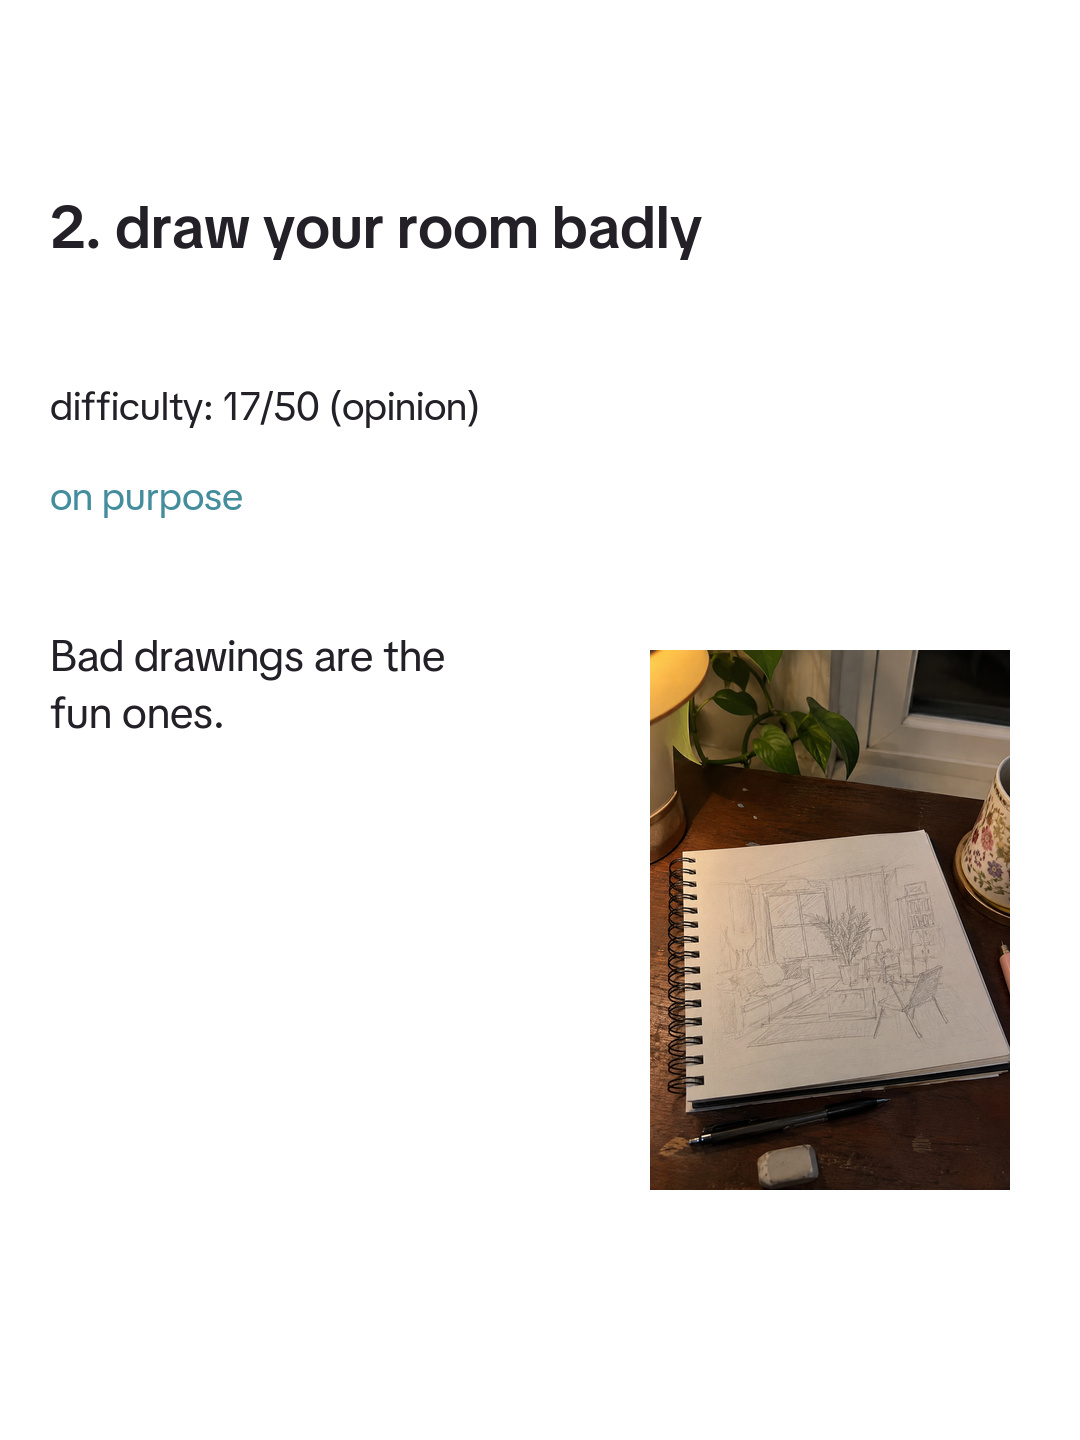 2. draw your room badly
difficulty: 17/50 (opinion)
on purpose
Bad drawings are the
fun ones.